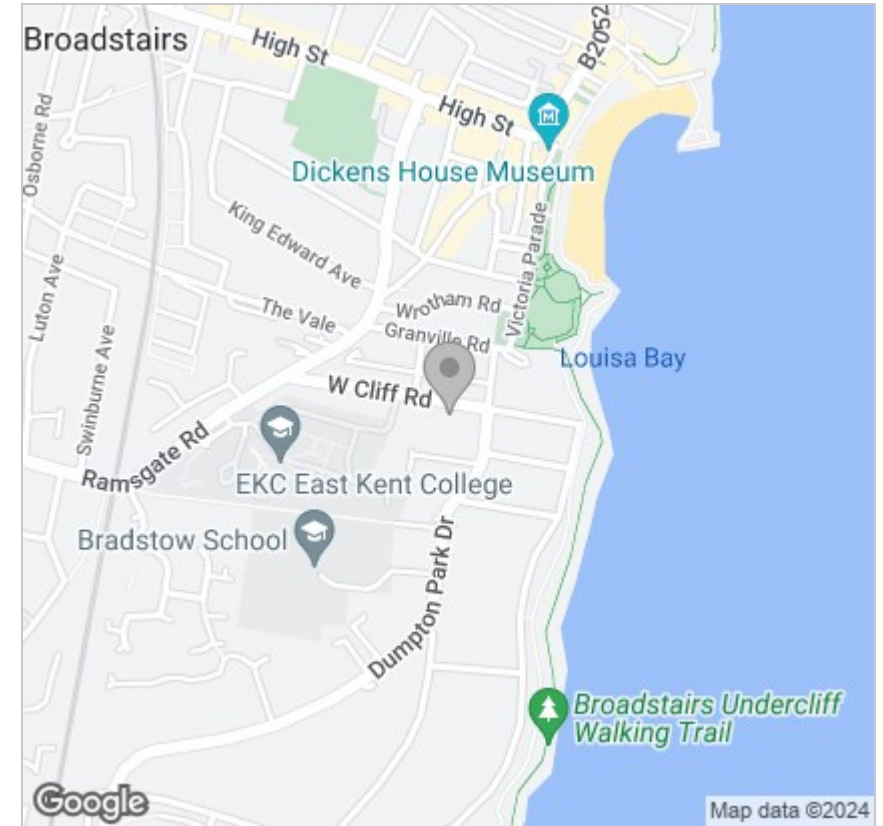 Broadstairs
High St
B2052
High St
Dickens House Museum
Osborne Rd
King Edward Ave
Victoria Parade
Luton Ave
Wrotham Rd
The Vale
Granville Rd
Louisa Bay
Swinburne Ave
W Cliff Rd
Ramsgate Rd
EKC East Kent College
Bradstow School
Dumpton Park Dr
Broadstairs Undercliff
Walking Trail
Google
Map data ©2024